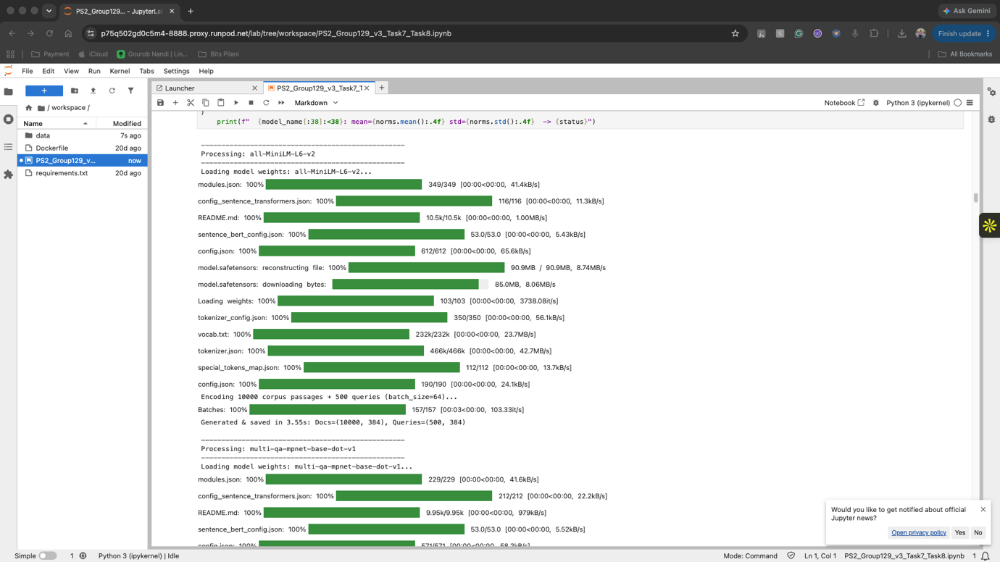 PS2_Group129... - JupyterLa
Ask Gemini
p75q502gd0c5m4-8888.proxy.runpod.net/lab/tree/workspace/PS2_Group129_v3_Task7_Task8.ipynb
Finish update
Payment iCloud Gourob Nandi | Lin... Bits Pilani All Bookmarks
File Edit View Run Kernel Tabs Settings Help
Launcher PS2_Group129_v3_Task7_T
Markdown Notebook Python 3 (ipykernel)
/ workspace /
Name Modified
data 7s ago
Dockerfile 20d ago
PS2_Group129_v... now
requirements.txt 20d ago
)
print(f"  {model_name[:38]:<38}: mean={norms.mean():.4f} std={norms.std():.4f}  -> {status}")
--------------------------------------------------
Processing: all-MiniLM-L6-v2
--------------------------------------------------
Loading model weights: all-MiniLM-L6-v2...
modules.json: 100% 349/349 [00:00<00:00, 41.4kB/s]
config_sentence_transformers.json: 100% 116/116 [00:00<00:00, 11.3kB/s]
README.md: 100% 10.5k/10.5k [00:00<00:00, 1.00MB/s]
sentence_bert_config.json: 100% 53.0/53.0 [00:00<00:00, 5.43kB/s]
config.json: 100% 612/612 [00:00<00:00, 65.6kB/s]
model.safetensors: reconstructing file: 100% 90.9MB / 90.9MB, 8.74MB/s
model.safetensors: downloading bytes: 85.0MB, 8.06MB/s
Loading weights: 100% 103/103 [00:00<00:00, 3738.08it/s]
tokenizer_config.json: 100% 350/350 [00:00<00:00, 56.1kB/s]
vocab.txt: 100% 232k/232k [00:00<00:00, 23.7MB/s]
tokenizer.json: 100% 466k/466k [00:00<00:00, 42.7MB/s]
special_tokens_map.json: 100% 112/112 [00:00<00:00, 13.7kB/s]
config.json: 100% 190/190 [00:00<00:00, 24.1kB/s]
Encoding 10000 corpus passages + 500 queries (batch_size=64)...
Batches: 100% 157/157 [00:03<00:00, 103.33it/s]
Generated & saved in 3.55s: Docs=(10000, 384), Queries=(500, 384)
--------------------------------------------------
Processing: multi-qa-mpnet-base-dot-v1
--------------------------------------------------
Loading model weights: multi-qa-mpnet-base-dot-v1...
modules.json: 100% 229/229 [00:00<00:00, 41.6kB/s]
config_sentence_transformers.json: 100% 212/212 [00:00<00:00, 22.2kB/s]
README.md: 100% 9.95k/9.95k [00:00<00:00, 979kB/s]
sentence_bert_config.json: 100% 53.0/53.0 [00:00<00:00, 5.52kB/s]
config.json: 100% 571/571 [00:00<00:00, 58.2kB/s]
Would you like to get notified about official
Jupyter news?
Open privacy policy Yes No
Simple 1 Python 3 (ipykernel) | Idle Mode: Command Ln 1, Col 1 PS2_Group129_v3_Task7_Task8.ipynb 1